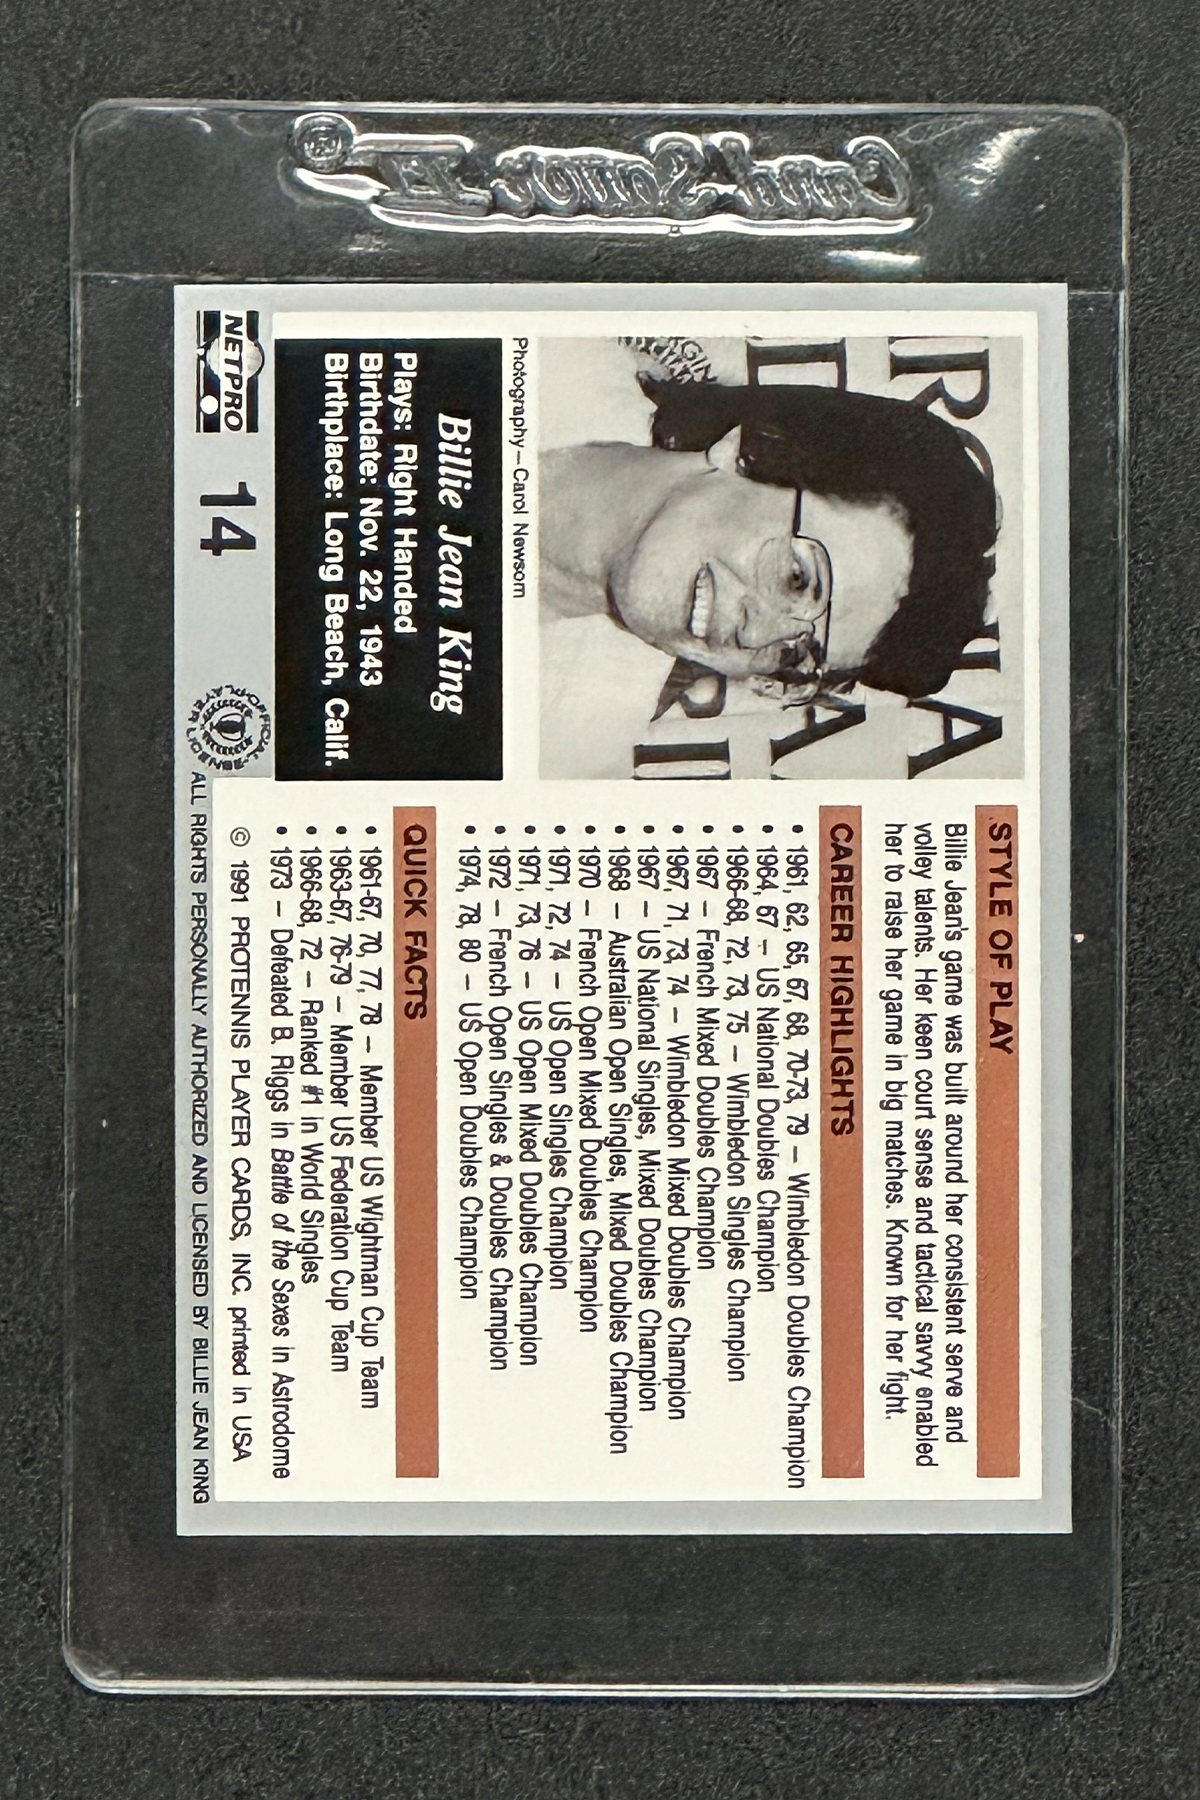 Card Saver II
Photography–Carol Newsom
Billie Jean King
Plays: Right Handed
Birthdate: Nov. 22, 1943
Birthplace: Long Beach, Calif.
NETPRO
14
OFFICIAL
PLAYER LICENSE
STYLE OF PLAY
Billie Jean's game was built around her consistent serve and
volley talents. Her keen court sense and tactical savvy enabled
her to raise her game in big matches. Known for her fight.
CAREER HIGHLIGHTS
• 1961, 62, 65, 67, 68, 70-73, 79 – Wimbledon Doubles Champion
• 1964, 67 – US National Doubles Champion
• 1966-68, 72, 73, 75 – Wimbledon Singles Champion
• 1967 – French Mixed Doubles Champion
• 1967, 71, 73, 74 – Wimbledon Mixed Doubles Champion
• 1967 – US National Singles, Mixed Doubles Champion
• 1968 – Australian Open Singles, Mixed Doubles Champion
• 1970 – French Open Mixed Doubles Champion
• 1971, 72, 74 – US Open Singles Champion
• 1971, 73, 76 – US Open Mixed Doubles Champion
• 1972 – French Open Singles & Doubles Champion
• 1974, 78, 80 – US Open Doubles Champion
QUICK FACTS
• 1961-67, 70, 77, 78 – Member US Wightman Cup Team
• 1963-67, 76-79 – Member US Federation Cup Team
• 1966-68, 72 – Ranked #1 in World Singles
• 1973 – Defeated B. Riggs in Battle of the Sexes in Astrodome
© 1991 PROTENNIS PLAYER CARDS, INC. printed in USA
ALL RIGHTS PERSONALLY AUTHORIZED AND LICENSED BY BILLIE JEAN KING